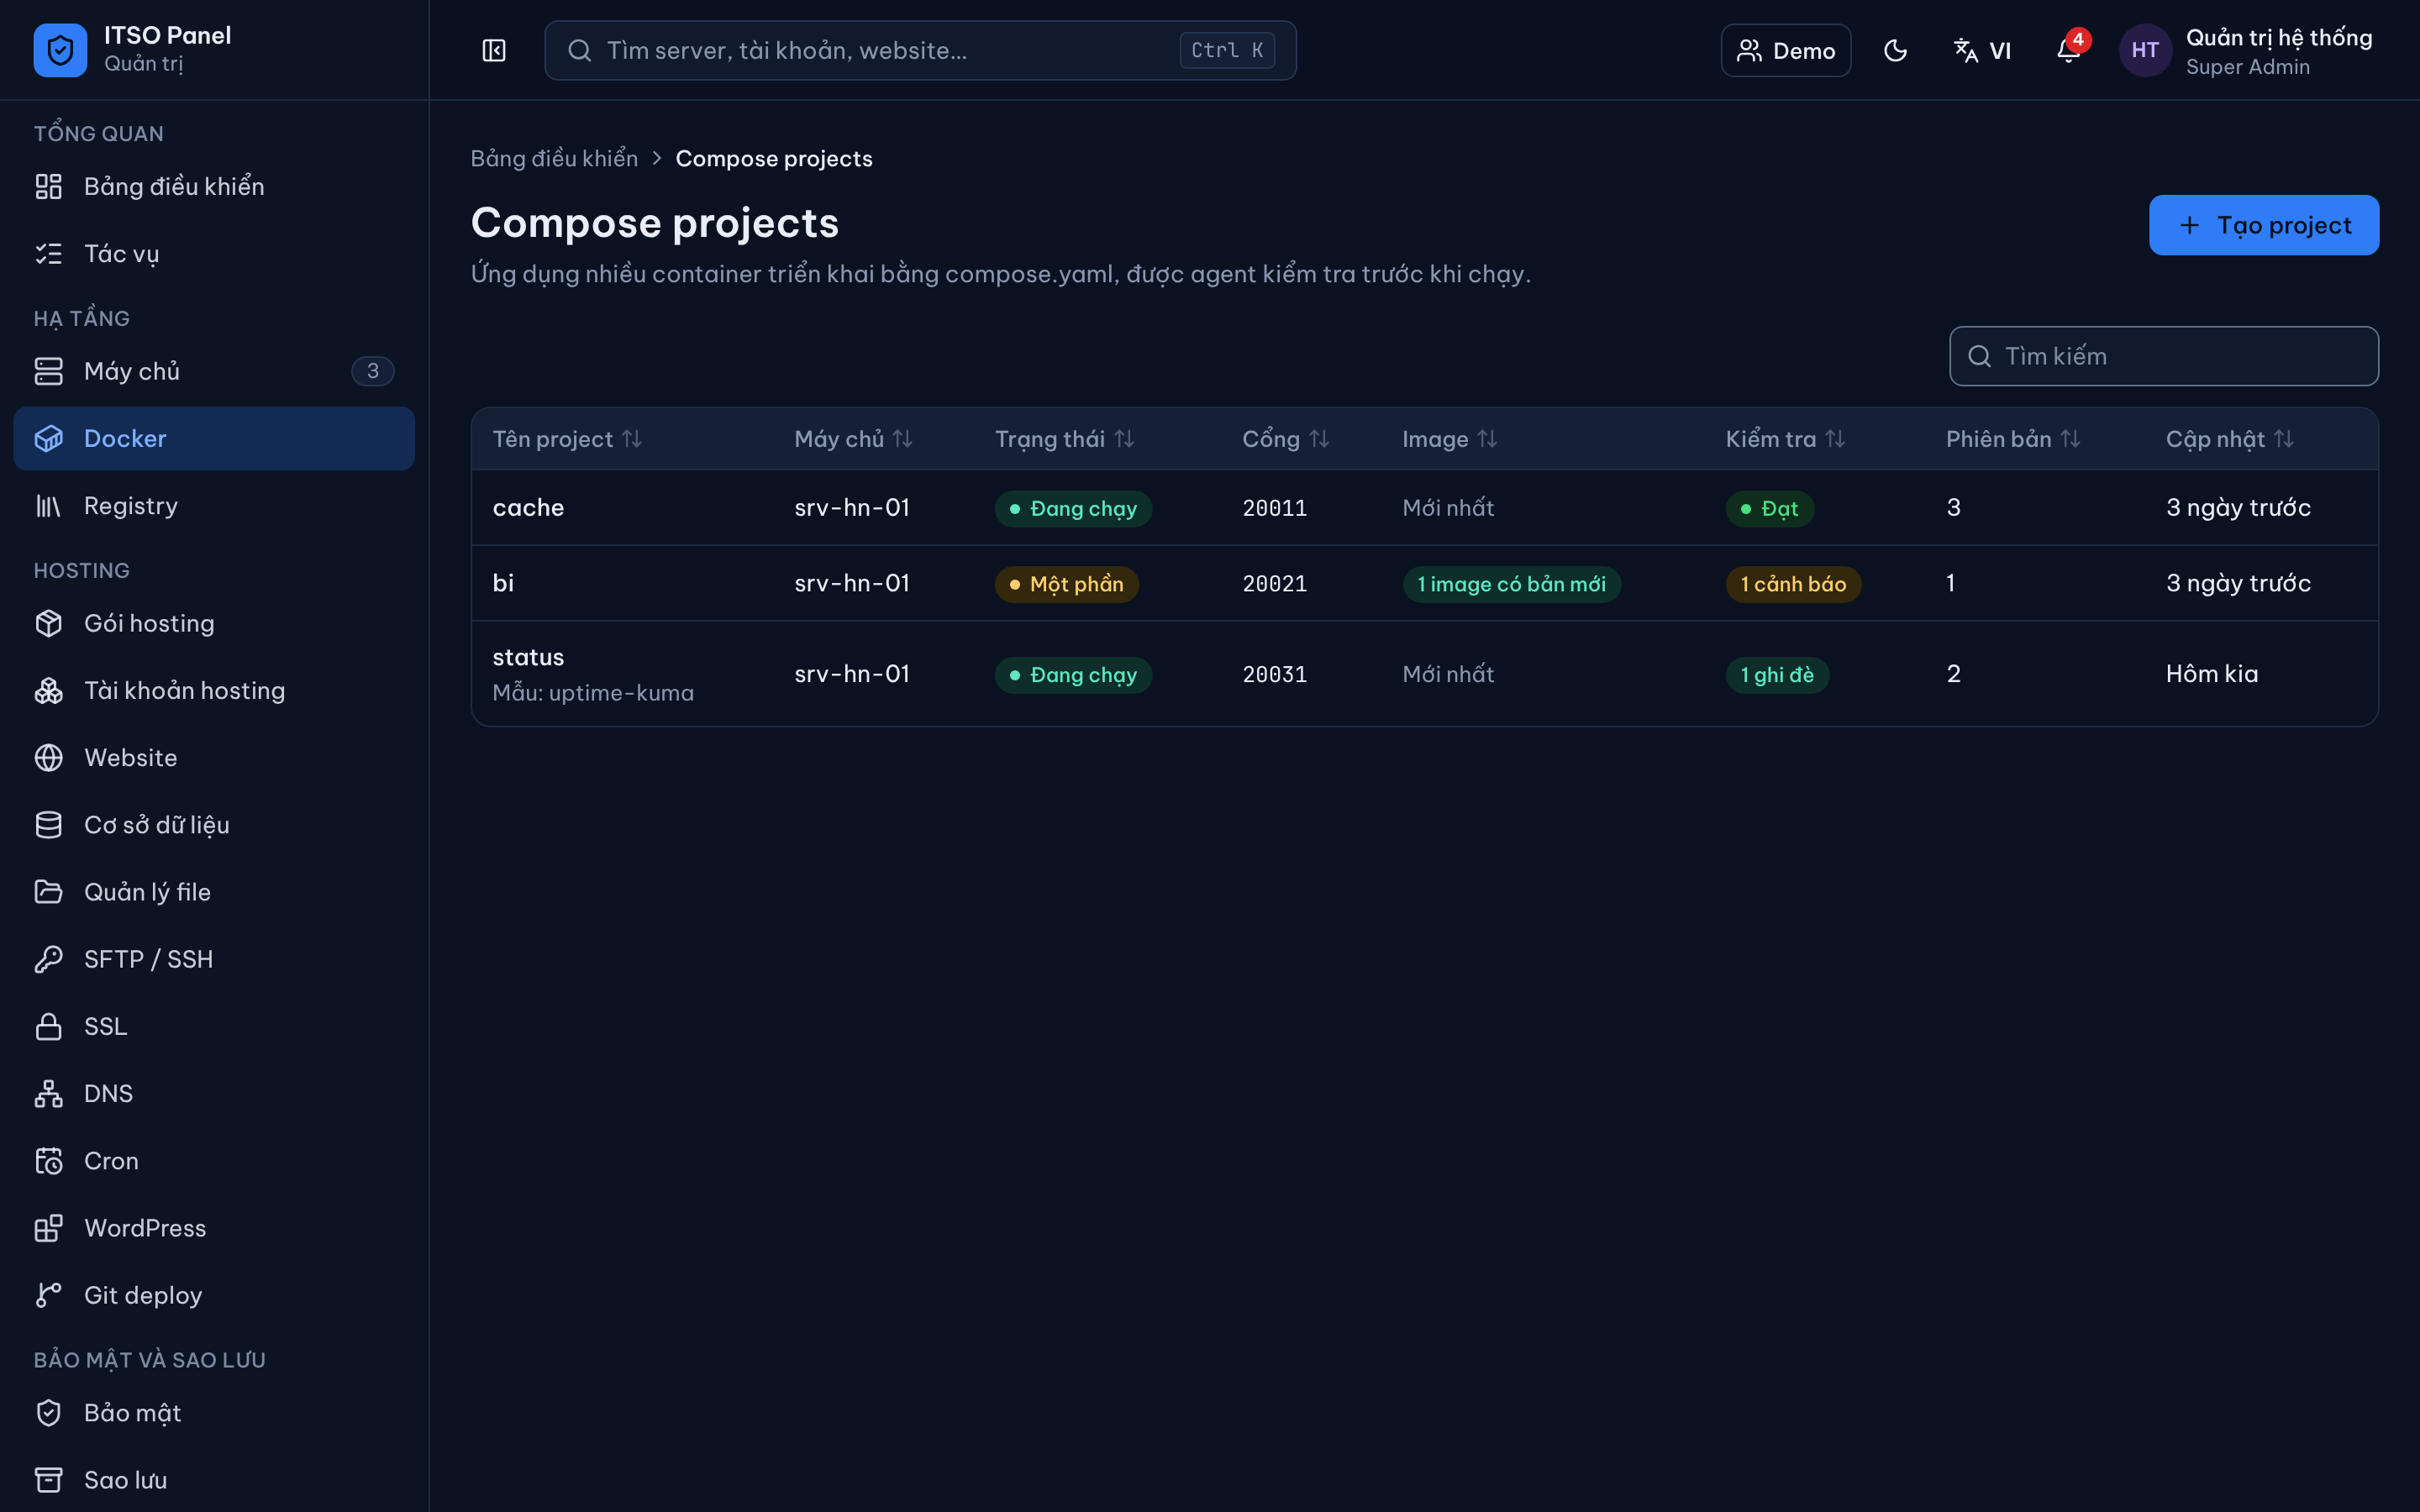 ITSO Panel
Quản trị
Tìm server, tài khoản, website...
Ctrl K
Demo
VI
4
HT
Quản trị hệ thống
Super Admin
TỔNG QUAN
Bảng điều khiển
Tác vụ
HẠ TẦNG
Máy chủ
3
Docker
Registry
HOSTING
Gói hosting
Tài khoản hosting
Website
Cơ sở dữ liệu
Quản lý file
SFTP / SSH
SSL
DNS
Cron
WordPress
Git deploy
BẢO MẬT VÀ SAO LƯU
Bảo mật
Sao lưu
Bảng điều khiển > Compose projects
Compose projects
Tạo project
Ứng dụng nhiều container triển khai bằng compose.yaml, được agent kiểm tra trước khi chạy.
Tìm kiếm
Tên project Máy chủ Trạng thái Cổng Image Kiểm tra Phiên bản Cập nhật
cache srv-hn-01 Đang chạy 20011 Mới nhất Đạt 3 3 ngày trước
bi srv-hn-01 Một phần 20021 1 image có bản mới 1 cảnh báo 1 3 ngày trước
status srv-hn-01 Đang chạy 20031 Mới nhất 1 ghi đè 2 Hôm kia
Mẫu: uptime-kuma